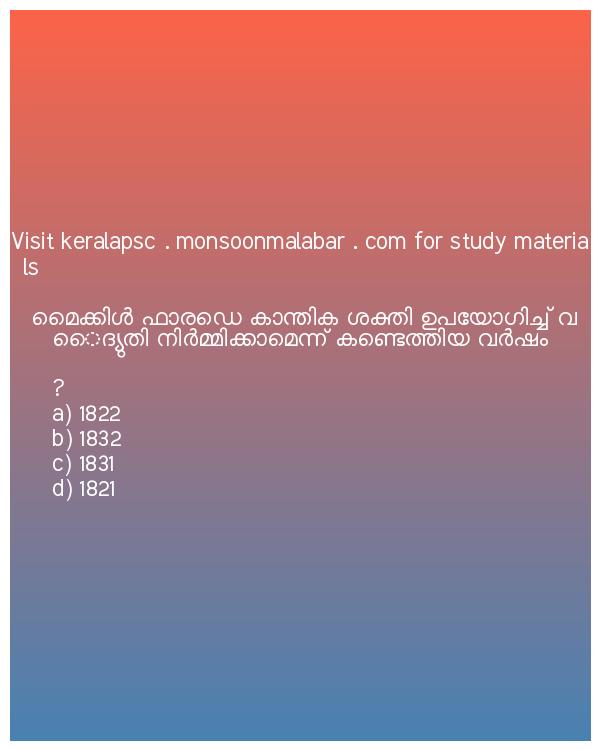 Visit keralapsc . monsoonmalabar . com for study materia
ls
മൈക്കിൾ ഫാരഡെ കാന്തിക ശക്തി ഉപയോഗിച്ച് വ
ൈദ്യുതി നിർമ്മിക്കാമെന്ന് കണ്ടെത്തിയ വർഷം
?
a) 1822
b) 1832
c) 1831
d) 1821